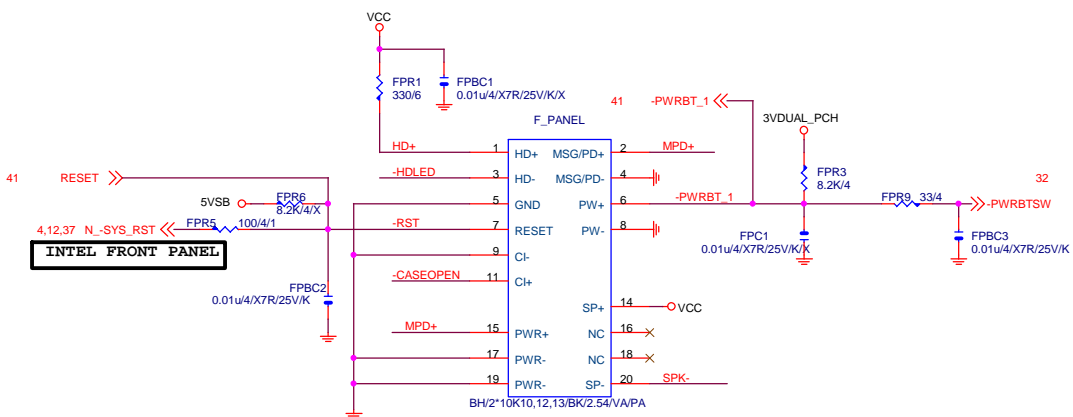 VCC
FPR1
330/6
FPBC1
0.01u/4/X7R/25V/K/X
41 -PWRBT_1
F_PANEL
3VDUAL_PCH
HD+
1 HD+
MSG/PD+ 2
MPD+
FPR3
8.2K/4
41 RESET
-HDLED
3 HD-
MSG/PD- 4
32
5VSB
FPR6
8.2K/4/X
5 GND
PW+ 6
-PWRBT_1
FPR9 33/4
-PWRBTSW
4,12,37 N_-SYS_RST
FPR5 100/4/1
-RST
7 RESET
PW- 8
FPC1
0.01u/4/X7R/25V/K/X
FPBC3
0.01u/4/X7R/25V/K
INTEL FRONT PANEL
9 CI-
-CASEOPEN
11 CI+
FPBC2
0.01u/4/X7R/25V/K
SP+ 14
VCC
MPD+
15 PWR+
NC 16
17 PWR-
NC 18
19 PWR-
SP- 20
SPK-
BH/2*10K10,12,13/BK/2.54/VA/PA